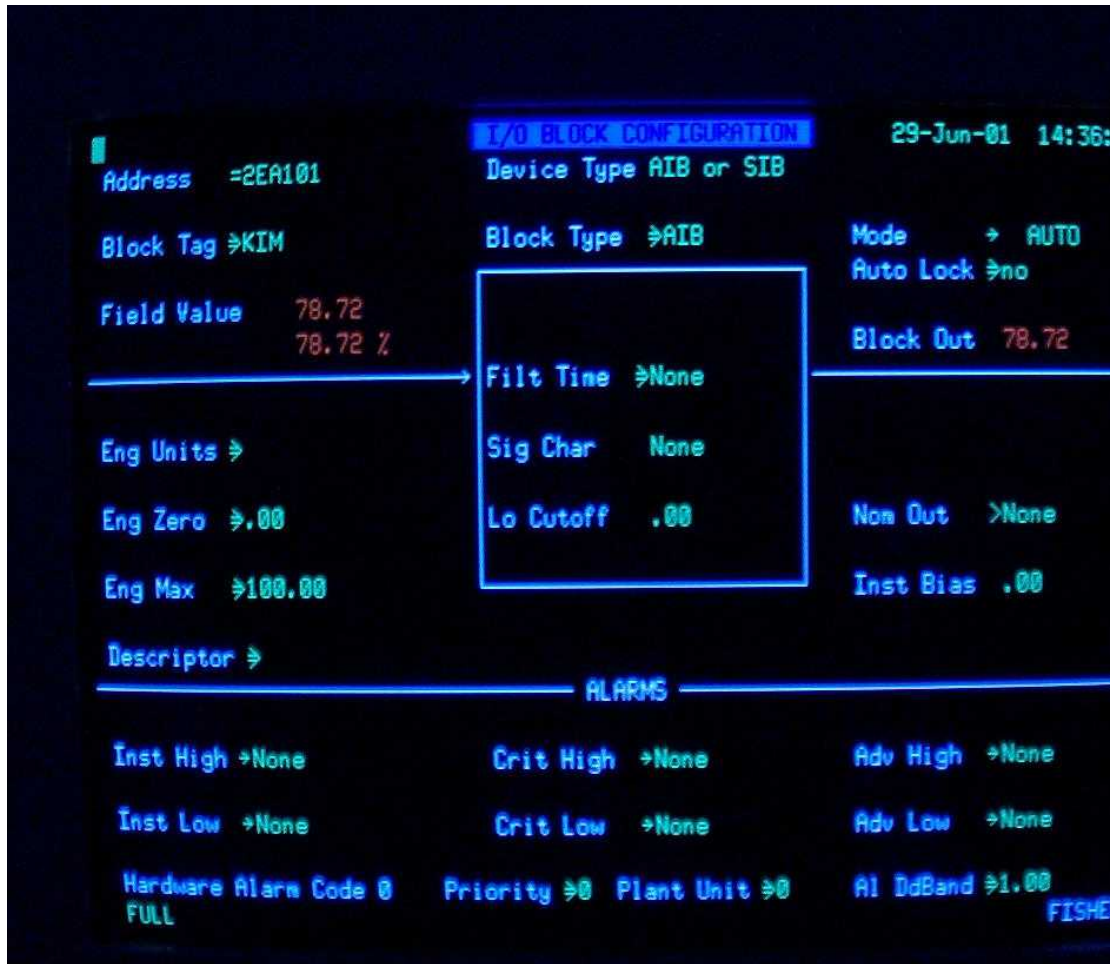 I/O BLOCK CONFIGURATION 29-Jun-01 14:36:
Address =2EA101 Device Type AIB or SIB
Block Tag ⋟KIM Block Type ⋟AIB Mode → AUTO
Auto Lock ⋟no
Field Value 78.72
78.72 % Block Out 78.72
Filt Time ⋟None
Eng Units ⋟ Sig Char None
Eng Zero ⋟.00 Lo Cutoff .00 Nom Out >None
Eng Max ⋟100.00 Inst Bias .00
Descriptor ⋟
ALARMS
Inst High →None Crit High →None Adv High →None
Inst Low →None Crit Low →None Adv Low →None
Hardware Alarm Code 0 Priority ⋟0 Plant Unit ⋟0 Al DdBand ⋟1.00
FULL FISHE